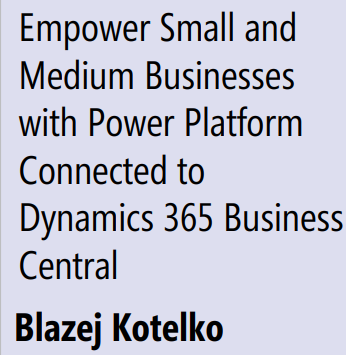 Empower Small and
Medium Businesses
with Power Platform
Connected to
Dynamics 365 Business
Central
Blazej Kotelko